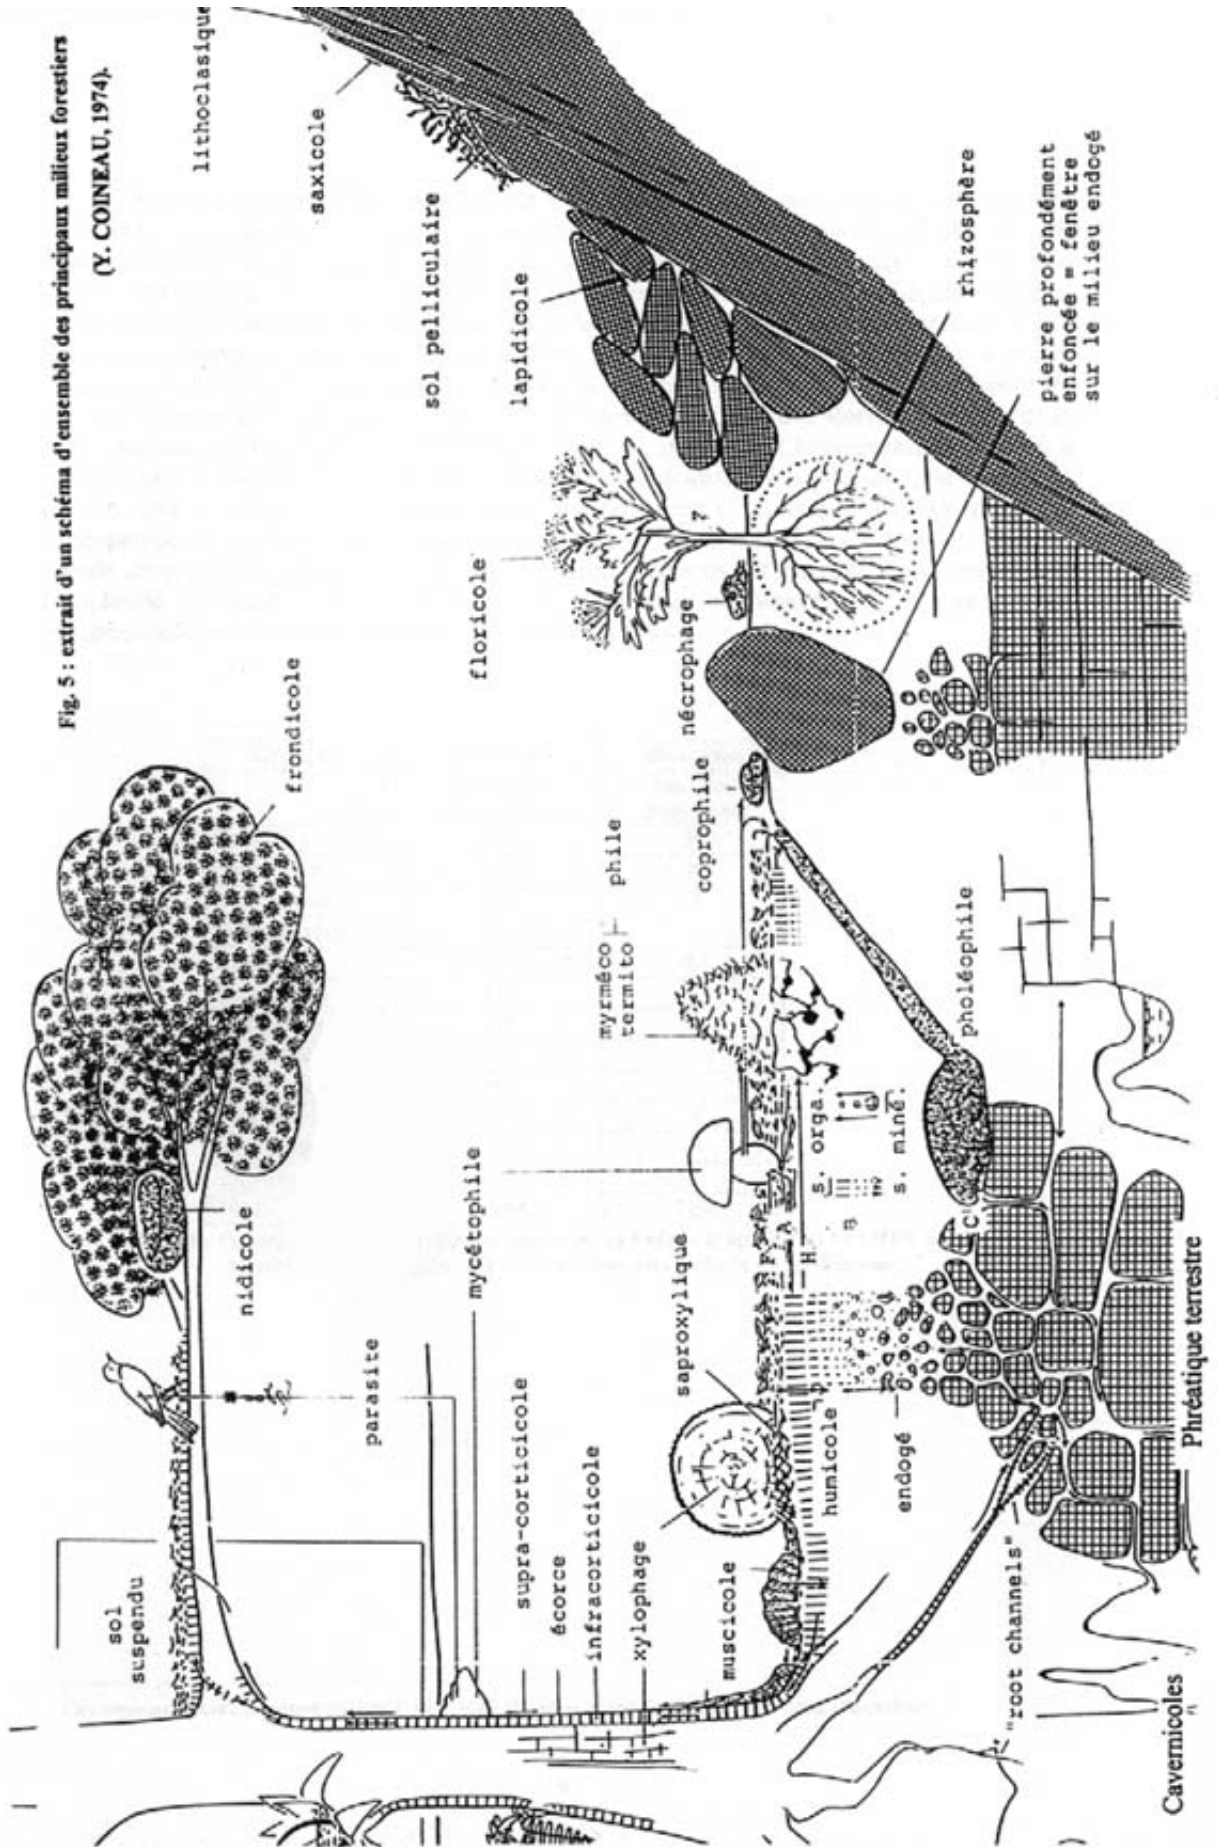 Fig. 5 : extrait d'un schéma d'ensemble des principaux milieux forestiers
(Y. COINEAU, 1974).
lithoclasique
saxicole
sol pelliculaire
lapidicole
frondicole
floricole
nidicole
sol
suspendu
parasite
mycétophile
supra-corticicole
écorce
infracorticicole
xylophage
muscicole
saproxylique
myrméco
termito
phile
coprophile
nécrophage
rhizosphère
pierre profondément
enfoncée = fenêtre
sur le milieu endogé
L
F
A
H
B
C
s. orga.
s. miné.
humicole
endogé
pholéophile
"root channels"
Cavernicoles
Phréatique terrestre